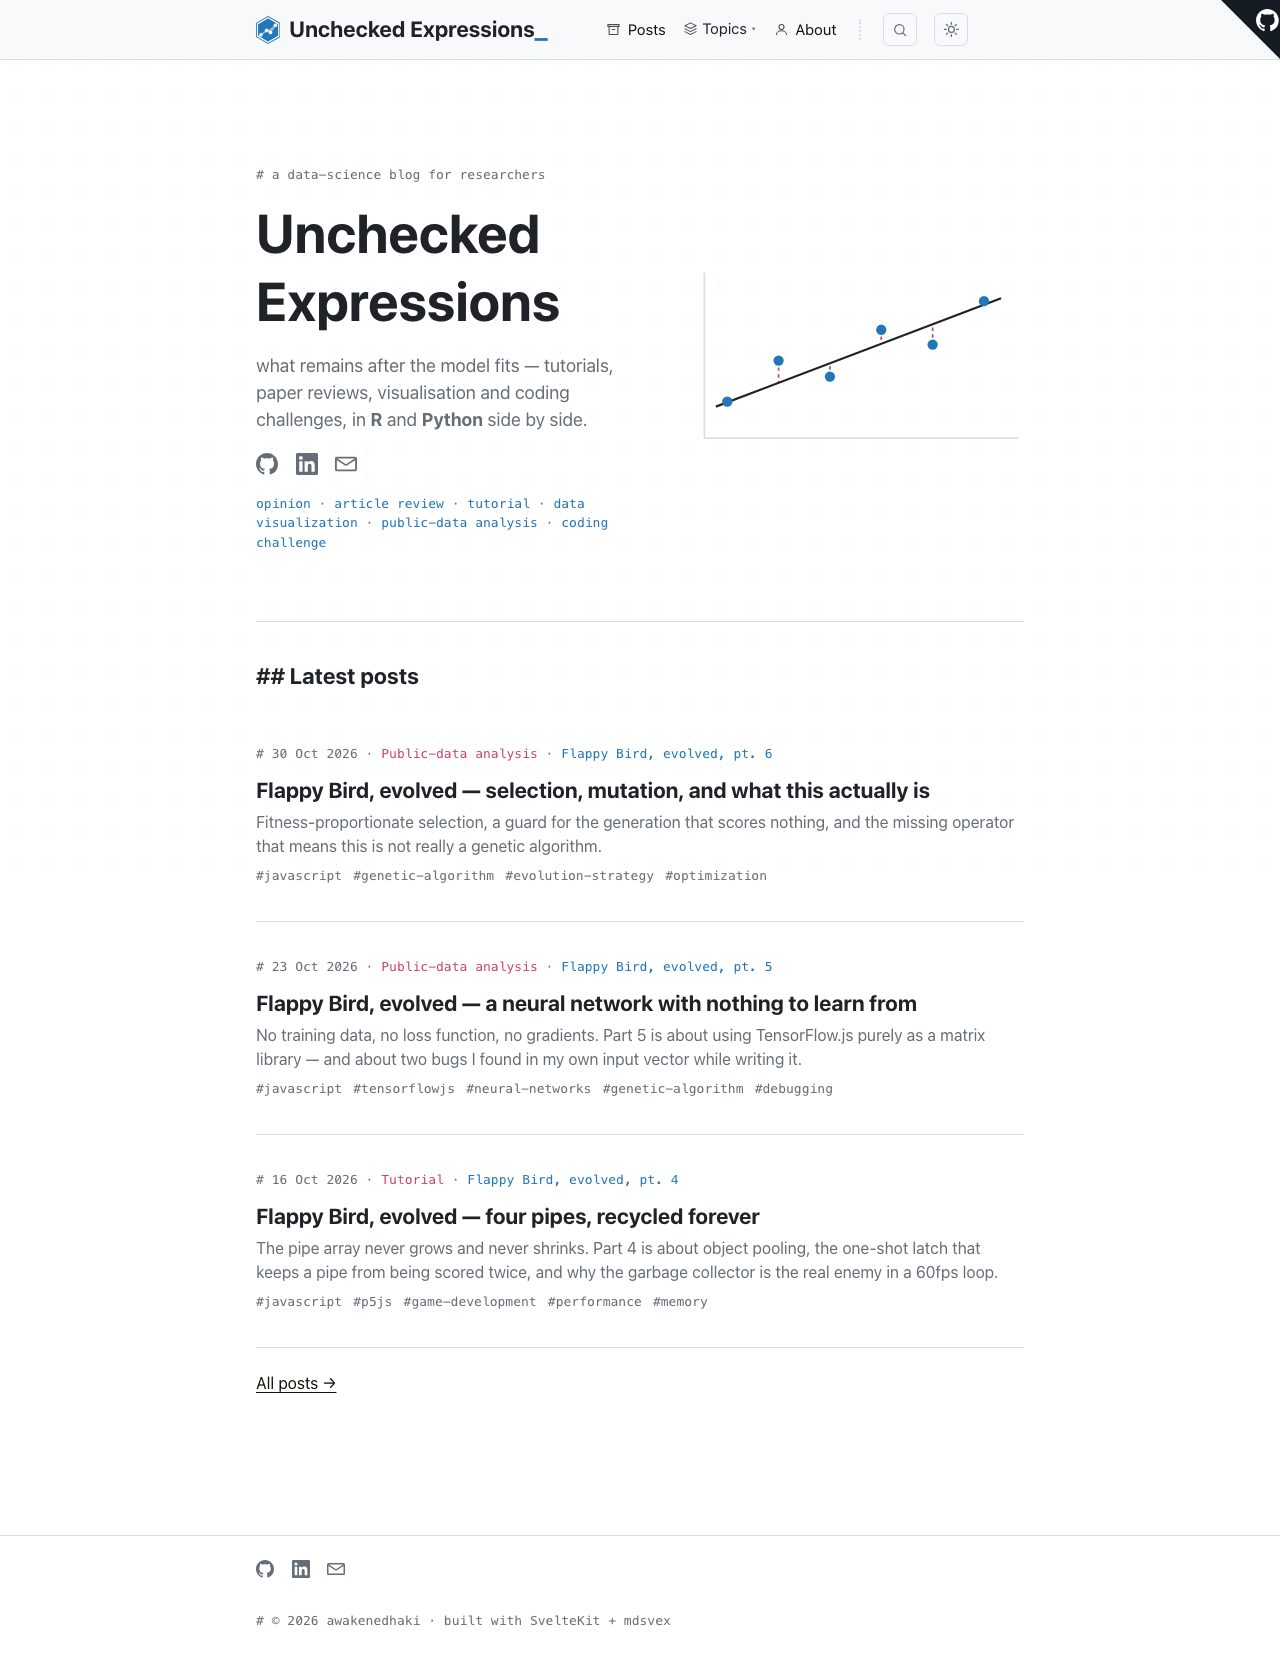 Unchecked Expressions_
Posts
Topics
About
# a data-science blog for researchers
Unchecked
Expressions
what remains after the model fits — tutorials,
paper reviews, visualisation and coding
challenges, in R and Python side by side.
opinion · article review · tutorial · data
visualization · public-data analysis · coding
challenge
## Latest posts
# 30 Oct 2026 · Public-data analysis · Flappy Bird, evolved, pt. 6
Flappy Bird, evolved — selection, mutation, and what this actually is
Fitness-proportionate selection, a guard for the generation that scores nothing, and the missing operator
that means this is not really a genetic algorithm.
#javascript #genetic-algorithm #evolution-strategy #optimization
# 23 Oct 2026 · Public-data analysis · Flappy Bird, evolved, pt. 5
Flappy Bird, evolved — a neural network with nothing to learn from
No training data, no loss function, no gradients. Part 5 is about using TensorFlow.js purely as a matrix
library — and about two bugs I found in my own input vector while writing it.
#javascript #tensorflowjs #neural-networks #genetic-algorithm #debugging
# 16 Oct 2026 · Tutorial · Flappy Bird, evolved, pt. 4
Flappy Bird, evolved — four pipes, recycled forever
The pipe array never grows and never shrinks. Part 4 is about object pooling, the one-shot latch that
keeps a pipe from being scored twice, and why the garbage collector is the real enemy in a 60fps loop.
#javascript #p5js #game-development #performance #memory
All posts →
# © 2026 awakenedhaki · built with SvelteKit + mdsvex